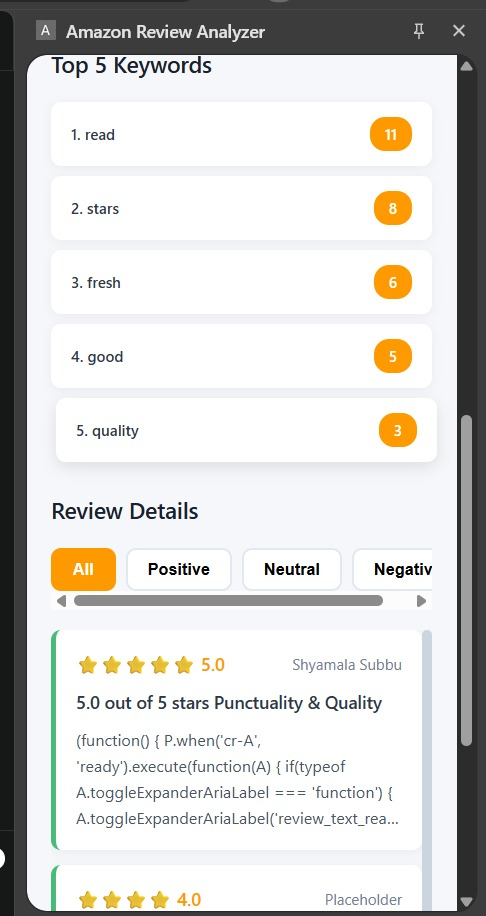 A Amazon Review Analyzer
Top 5 Keywords
1. read 11
2. stars 8
3. fresh 6
4. good 5
5. quality 3
Review Details
All Positive Neutral Negativ
5.0 Shyamala Subbu
5.0 out of 5 stars Punctuality & Quality
(function() { P.when('cr-A',
'ready').execute(function(A) { if(typeof
A.toggleExpanderAriaLabel === 'function') {
A.toggleExpanderAriaLabel('review_text_rea...
4.0 Placeholder